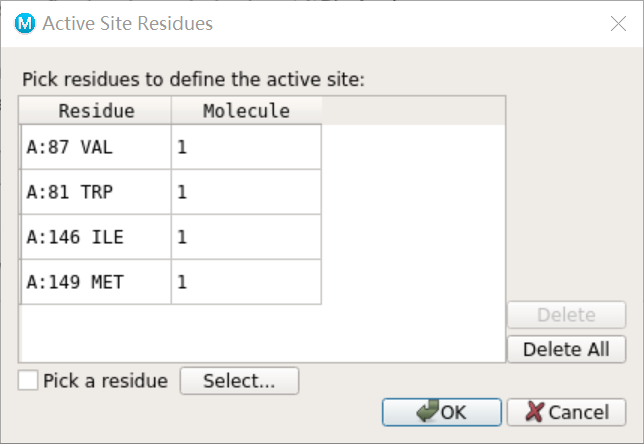 M Active Site Residues
Pick residues to define the active site:
Residue Molecule
A:87 VAL 1
A:81 TRP 1
A:146 ILE 1
A:149 MET 1
Delete
Delete All
Pick a residue Select...
OK Cancel